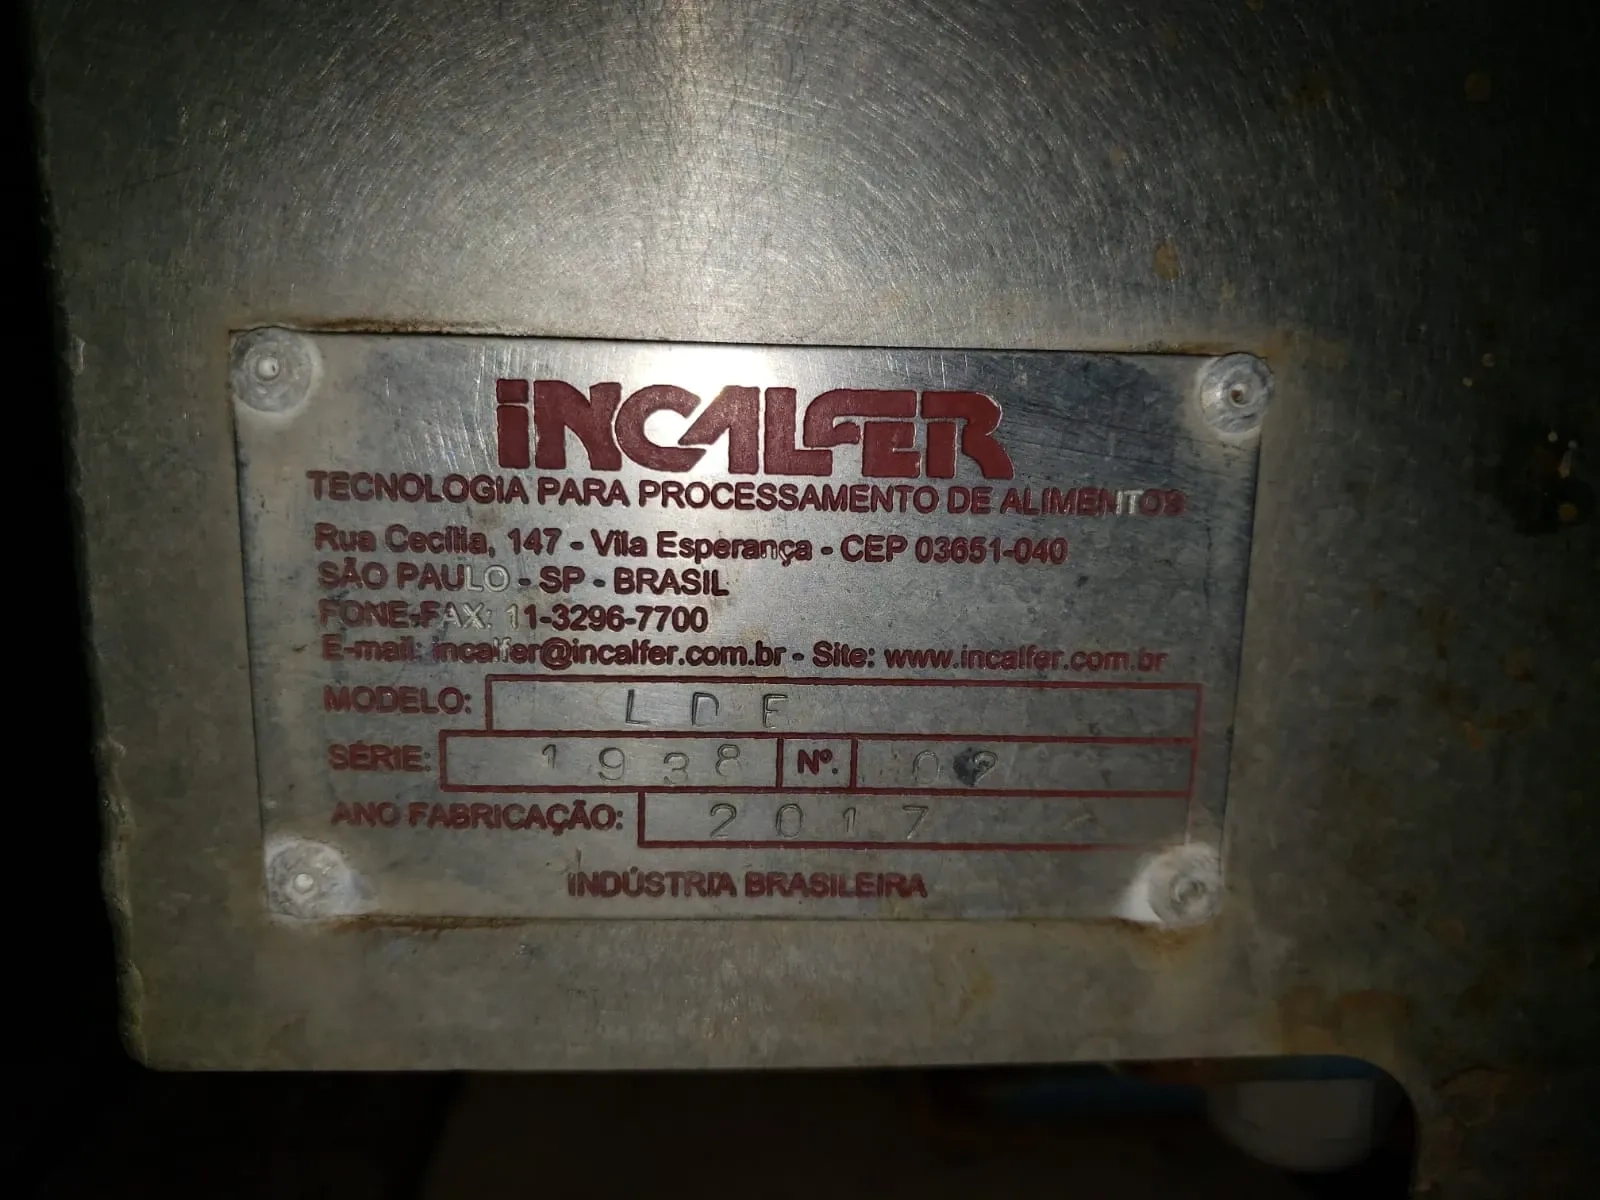 INCALFER
TECNOLOGIA PARA PROCESSAMENTO DE ALIMENTOS
Rua Cecília, 147 - Vila Esperança - CEP 03651-040
SÃO PAULO - SP - BRASIL
FONE-FAX: 11-3296-7700
E-mail: incalfer@incalfer.com.br - Site: www.incalfer.com.br
MODELO: LDE
SÉRIE: 1938 Nº. 02
ANO FABRICAÇÃO: 2017
INDÚSTRIA BRASILEIRA